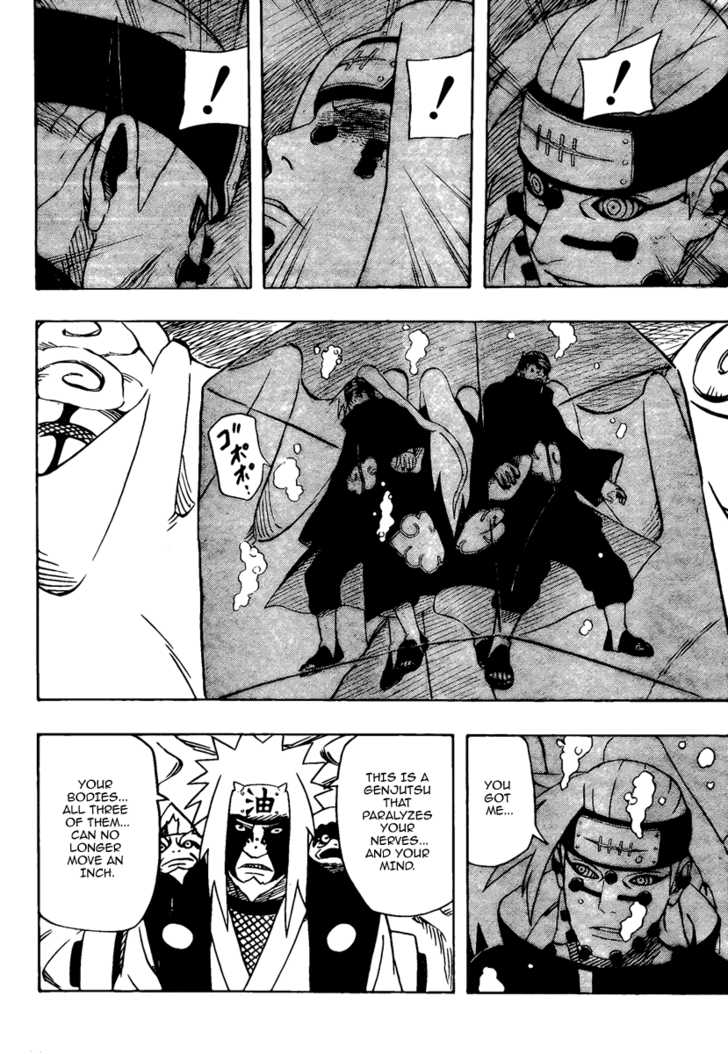 !
!
!
ゴポポ…
YOU
GOT
ME...
THIS IS A
GENJUTSU
THAT
PARALYZES
YOUR
NERVES...
AND YOUR
MIND.
油
YOUR
BODIES...
ALL THREE
OF THEM...
CAN NO
LONGER
MOVE AN
INCH.